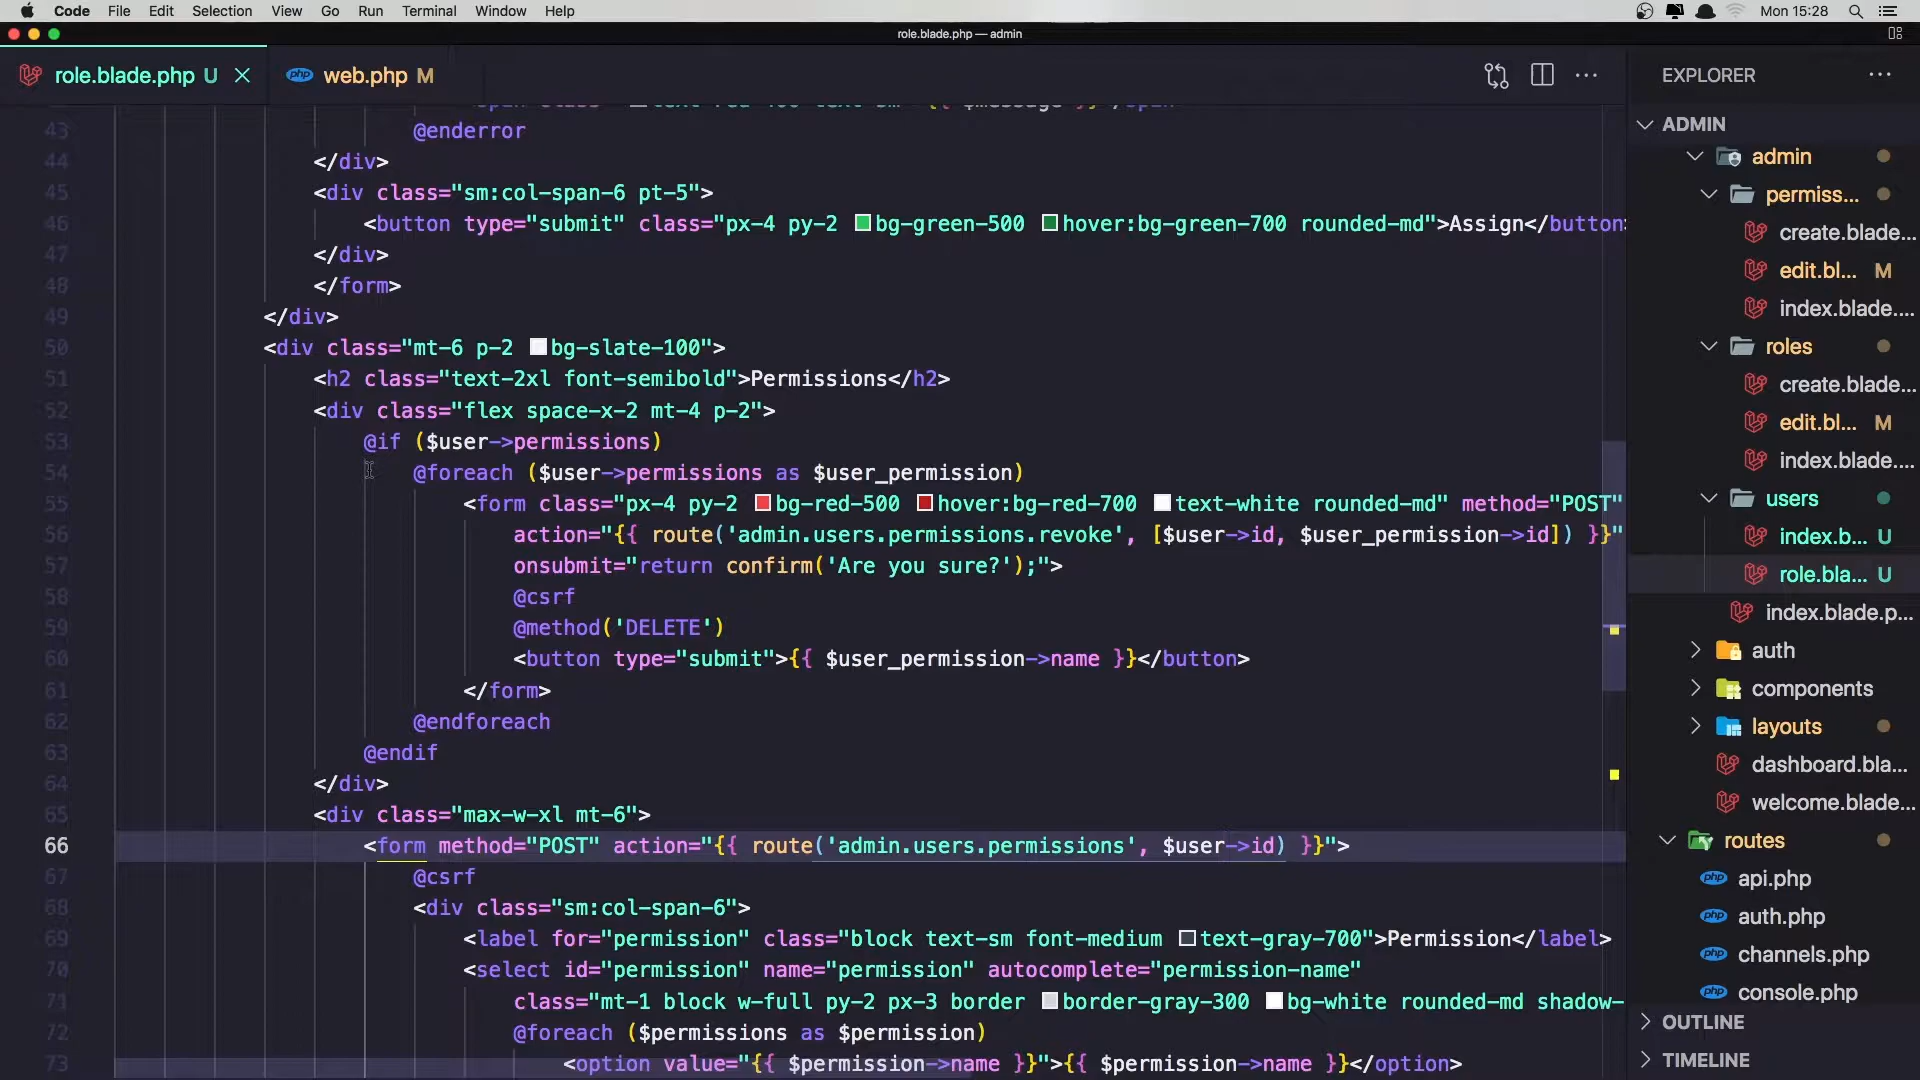 Code File Edit Selection View Go Run Terminal Window Help Mon 15:28
role.blade.php — admin
role.blade.php U web.php M
EXPLORER
ADMIN
43 @enderror
44 </div>
45 <div class="sm:col-span-6 pt-5">
46 <button type="submit" class="px-4 py-2 bg-green-500 hover:bg-green-700 rounded-md">Assign</button>
47 </div>
48 </form>
49 </div>
50 <div class="mt-6 p-2 bg-slate-100">
51 <h2 class="text-2xl font-semibold">Permissions</h2>
52 <div class="flex space-x-2 mt-4 p-2">
53 @if ($user->permissions)
54 @foreach ($user->permissions as $user_permission)
55 <form class="px-4 py-2 bg-red-500 hover:bg-red-700 text-white rounded-md" method="POST"
56 action="{{ route('admin.users.permissions.revoke', [$user->id, $user_permission->id]) }}"
57 onsubmit="return confirm('Are you sure?');">
58 @csrf
59 @method('DELETE')
60 <button type="submit">{{ $user_permission->name }}</button>
61 </form>
62 @endforeach
63 @endif
64 </div>
65 <div class="max-w-xl mt-6">
66 <form method="POST" action="{{ route('admin.users.permissions', $user->id) }}">
67 @csrf
68 <div class="sm:col-span-6">
69 <label for="permission" class="block text-sm font-medium text-gray-700">Permission</label>
70 <select id="permission" name="permission" autocomplete="permission-name"
71 class="mt-1 block w-full py-2 px-3 border border-gray-300 bg-white rounded-md shadow-
72 @foreach ($permissions as $permission)
73 <option value="{{ $permission->name }}">{{ $permission->name }}</option>
admin
permiss...
create.blade...
edit.bl... M
index.blade....
roles
create.blade...
edit.bl... M
index.blade....
users
index.b... U
role.bla... U
index.blade.p...
auth
components
layouts
dashboard.bla...
welcome.blade...
routes
api.php
auth.php
channels.php
console.php
OUTLINE
TIMELINE